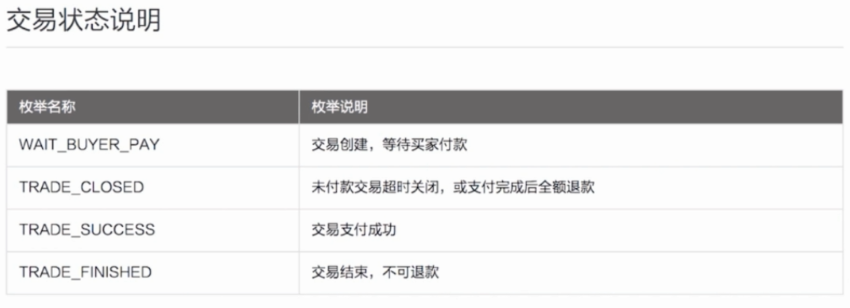 交易状态说明
枚举名称 枚举说明
WAIT_BUYER_PAY 交易创建，等待买家付款
TRADE_CLOSED 未付款交易超时关闭，或支付完成后全额退款
TRADE_SUCCESS 交易支付成功
TRADE_FINISHED 交易结束，不可退款